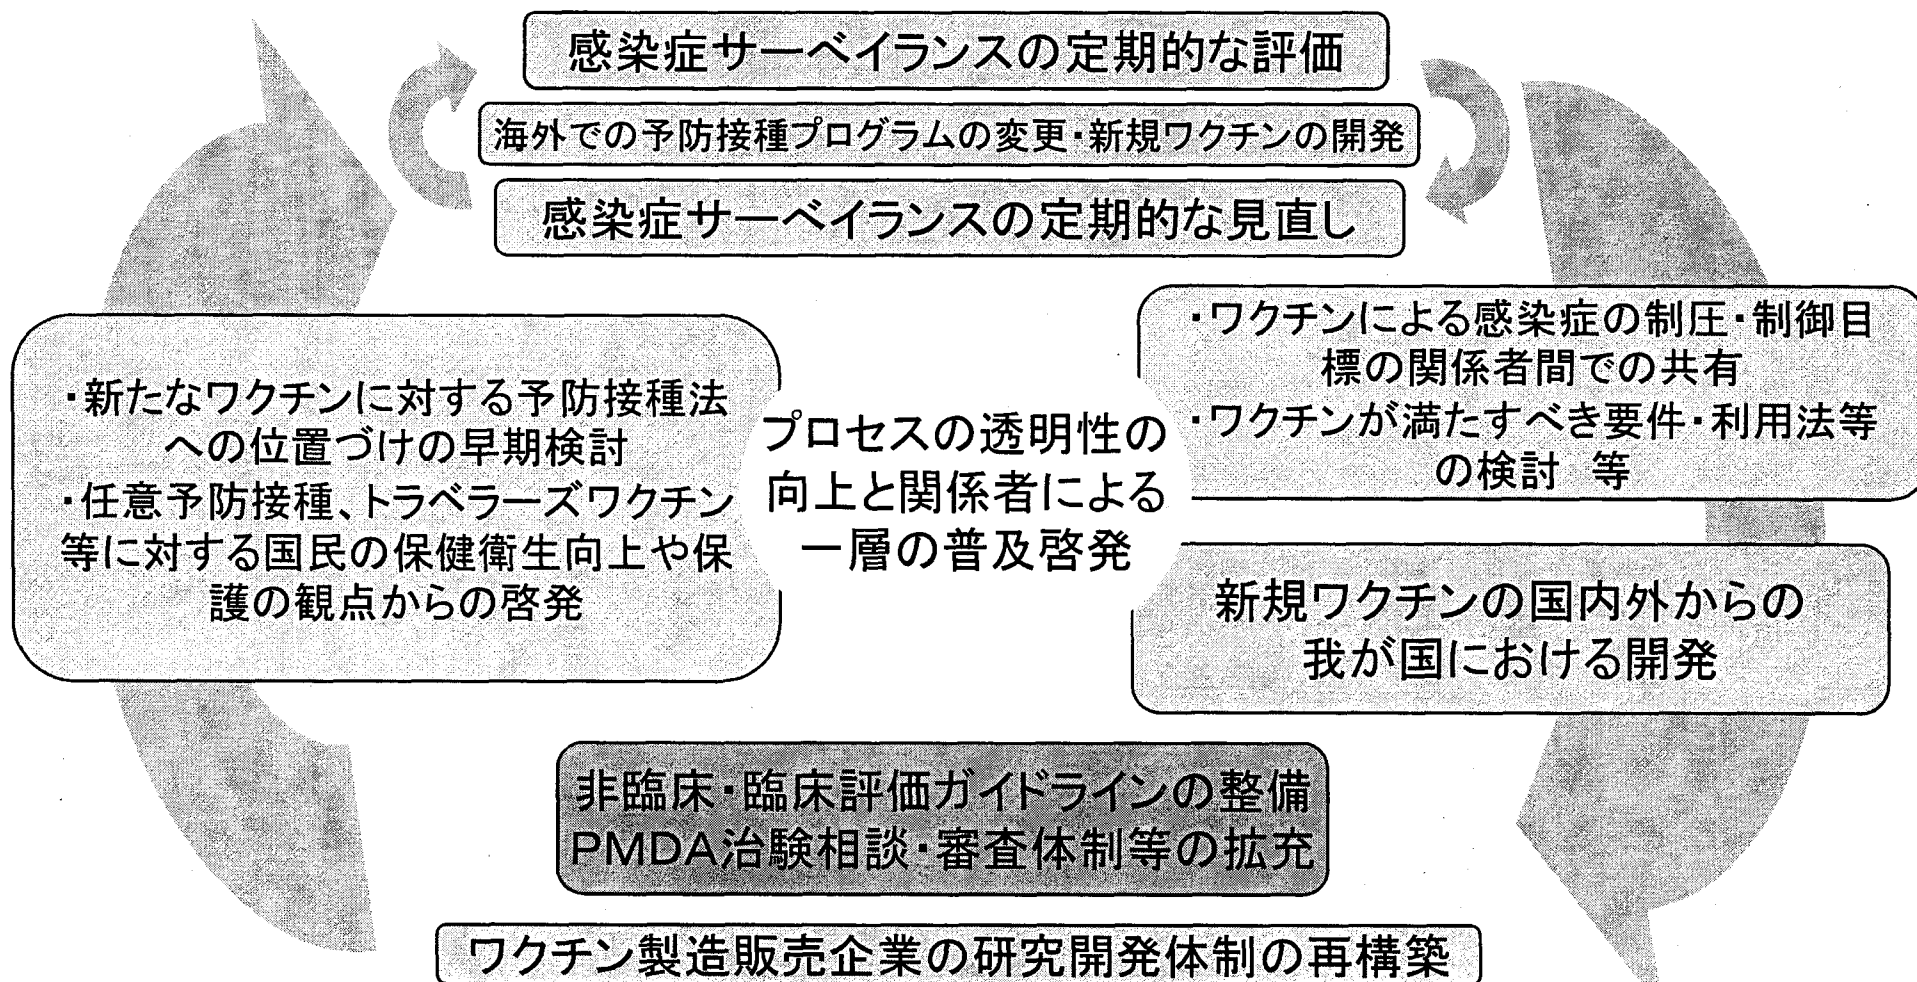 感染症サーベイランスの定期的な評価
海外での予防接種プログラムの変更・新規ワクチンの開発
感染症サーベイランスの定期的な見直し
・新たなワクチンに対する予防接種法
への位置づけの早期検討
・任意予防接種、トラベラーズワクチン
等に対する国民の保健衛生向上や保
護の観点からの啓発
プロセスの透明性の
向上と関係者による
一層の普及啓発
・ワクチンによる感染症の制圧・制御目
標の関係者間での共有
・ワクチンが満たすべき要件・利用法等
の検討 等
新規ワクチンの国内外からの
我が国における開発
非臨床・臨床評価ガイドラインの整備
PMDA治験相談・審査体制等の拡充
ワクチン製造販売企業の研究開発体制の再構築